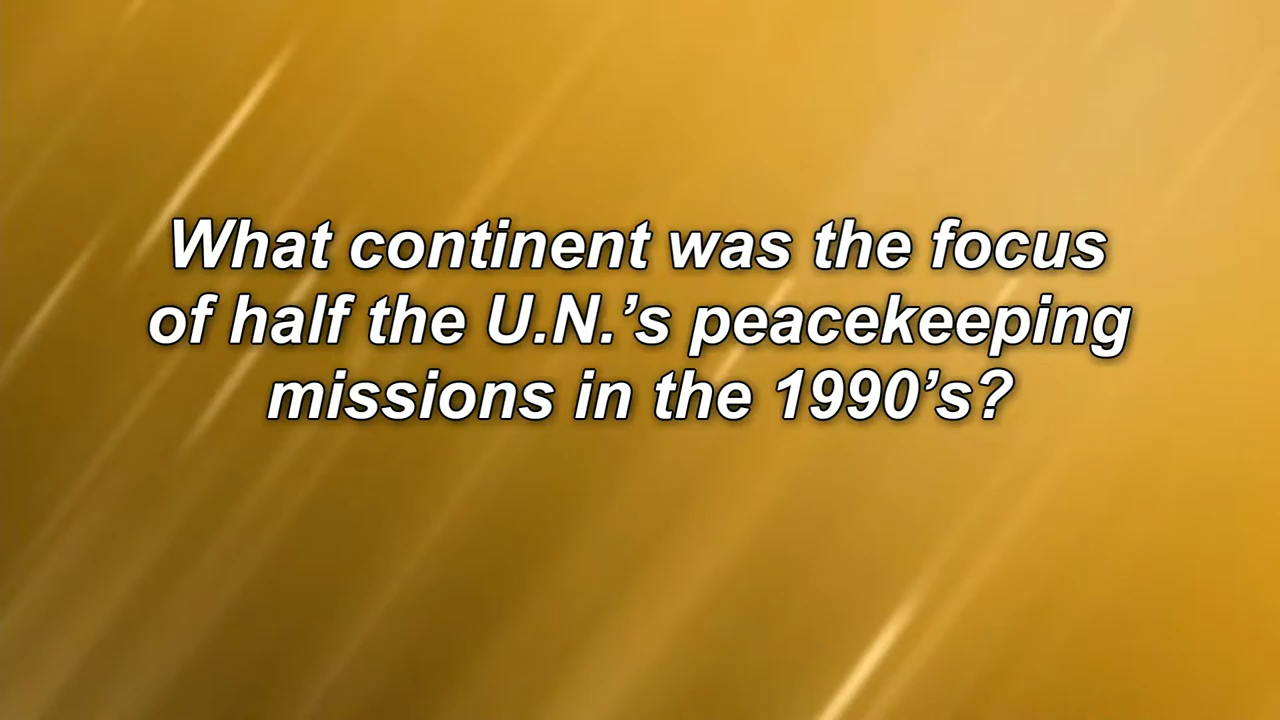 What continent was the focus
of half the U.N.’s peacekeeping
missions in the 1990’s?